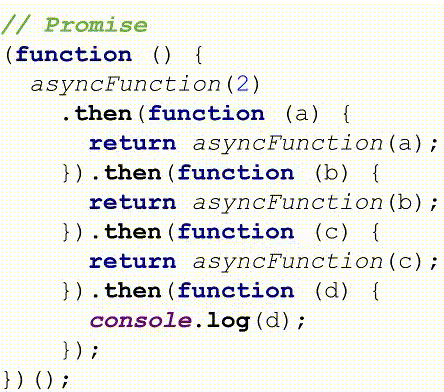 // Promise
(function () {
  asyncFunction(2)
    .then(function (a) {
      return asyncFunction(a);
    }).then(function (b) {
      return asyncFunction(b);
    }).then(function (c) {
      return asyncFunction(c);
    }).then(function (d) {
      console.log(d);
    });
})();